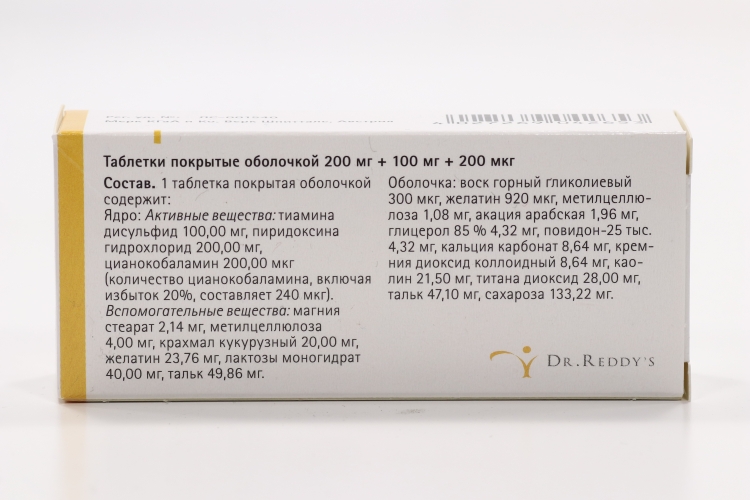 Таблетки покрытые оболочкой 200 мг + 100 мг + 200 мкг
Состав. 1 таблетка покрытая оболочкой
содержит:
Ядро: Активные вещества: тиамина
дисульфид 100,00 мг, пиридоксина
гидрохлорид 200,00 мг,
цианокобаламин 200,00 мкг
(количество цианокобаламина, включая
избыток 20%, составляет 240 мкг).
Вспомогательные вещества: магния
стеарат 2,14 мг, метилцеллюлоза
4,00 мг, крахмал кукурузный 20,00 мг,
желатин 23,76 мг, лактозы моногидрат
40,00 мг, тальк 49,86 мг.
Оболочка: воск горный гликолиевый
300 мкг, желатин 920 мкг, метилцеллю-
лоза 1,08 мг, акация арабская 1,96 мг,
глицерол 85 % 4,32 мг, повидон-25 тыс.
4,32 мг, кальция карбонат 8,64 мг, крем-
ния диоксид коллоидный 8,64 мг, као-
лин 21,50 мг, титана диоксид 28,00 мг,
тальк 47,10 мг, сахароза 133,22 мг.
DR.REDDY'S